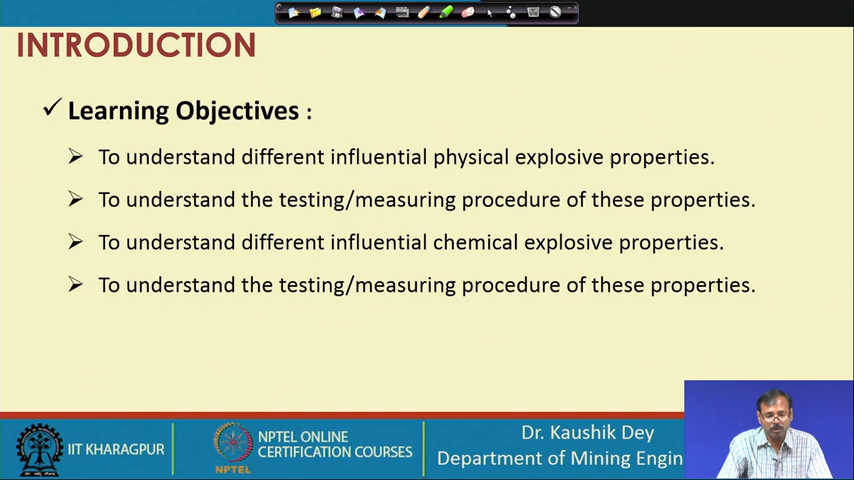 INTRODUCTION
✓ Learning Objectives :
➢ To understand different influential physical explosive properties.
➢ To understand the testing/measuring procedure of these properties.
➢ To understand different influential chemical explosive properties.
➢ To understand the testing/measuring procedure of these properties.
IIT KHARAGPUR
NPTEL
NPTEL ONLINE
CERTIFICATION COURSES
Dr. Kaushik Dey
Department of Mining Engin